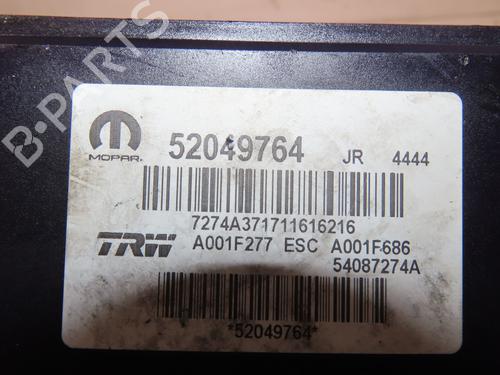 52049764 JR 4444
MOPAR.
7274A371711616216
TRW A001F277 ESC A001F686
54087274A
*52049764*
B-PARTS